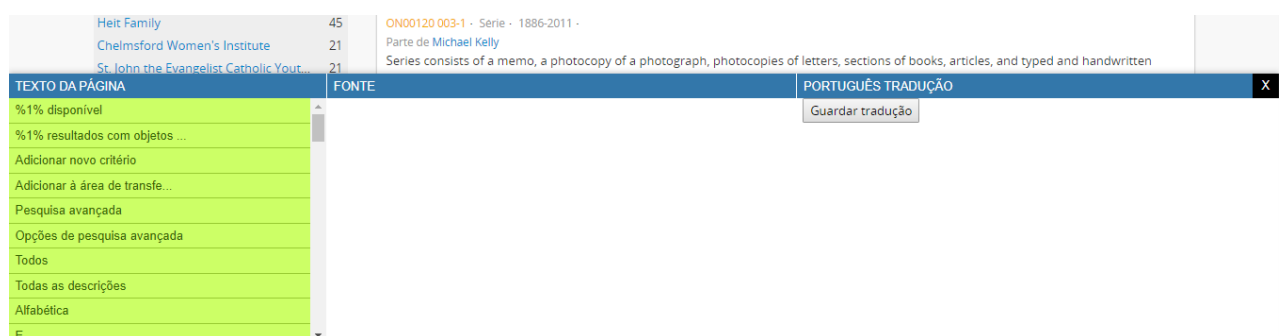 Heit Family 45
Chelmsford Women's Institute 21
St. John the Evangelist Catholic Yout... 21
ON00120 003-1 · Série · 1886-2011 ·
Parte de Michael Kelly
Series consists of a memo, a photocopy of a photograph, photocopies of letters, sections of books, articles, and typed and handwritten
TEXTO DA PÁGINA FONTE PORTUGUÊS TRADUÇÃO X
%1% disponível
%1% resultados com objetos ...
Adicionar novo critério
Adicionar à área de transfe...
Pesquisa avançada
Opções de pesquisa avançada
Todos
Todas as descrições
Alfabética
E
Guardar tradução